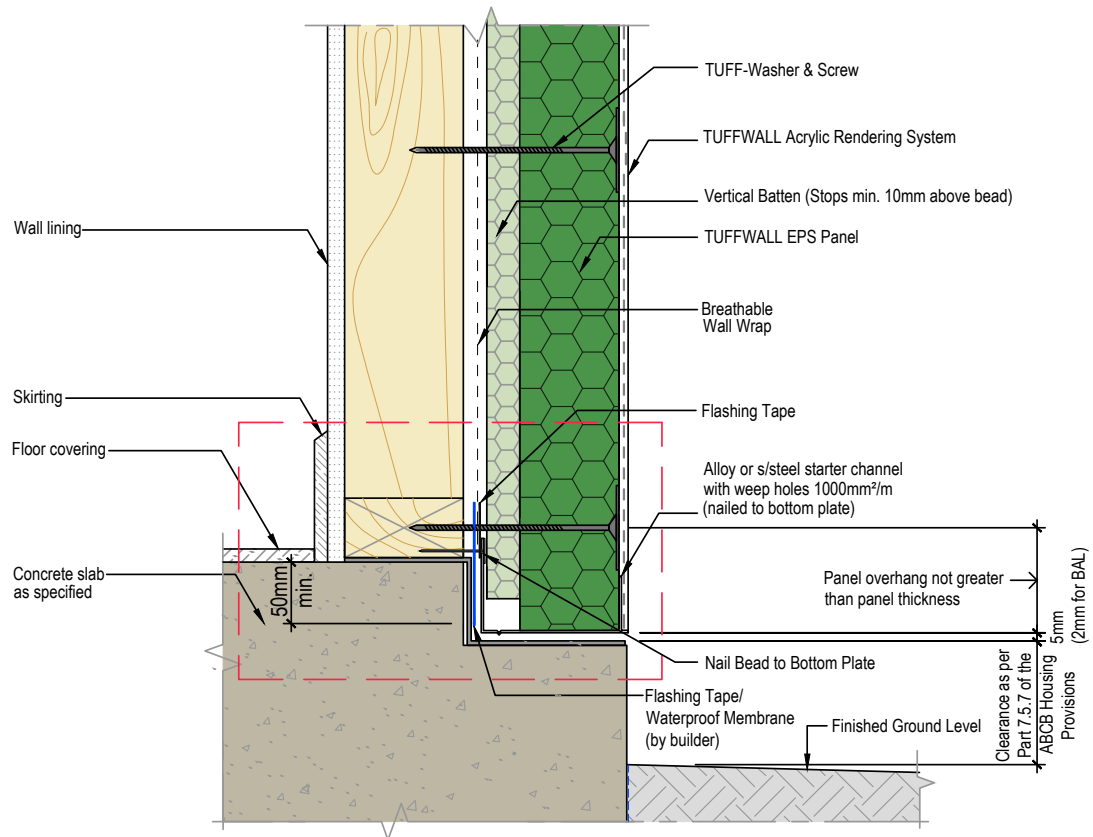 TUFF-Washer & Screw
TUFFWALL Acrylic Rendering System
Vertical Batten (Stops min. 10mm above bead)
Wall lining
TUFFWALL EPS Panel
Breathable
Wall Wrap
Skirting
Flashing Tape
Floor covering
Alloy or s/steel starter channel
with weep holes 1000mm²/m
(nailed to bottom plate)
Concrete slab
as specified
50mm
min.
Panel overhang not greater
than panel thickness
5mm
(2mm for BAL)
Nail Bead to Bottom Plate
Flashing Tape/
Waterproof Membrane
(by builder)
Finished Ground Level
Clearance as per
Part 7.5.7 of the
ABCB Housing
Provisions